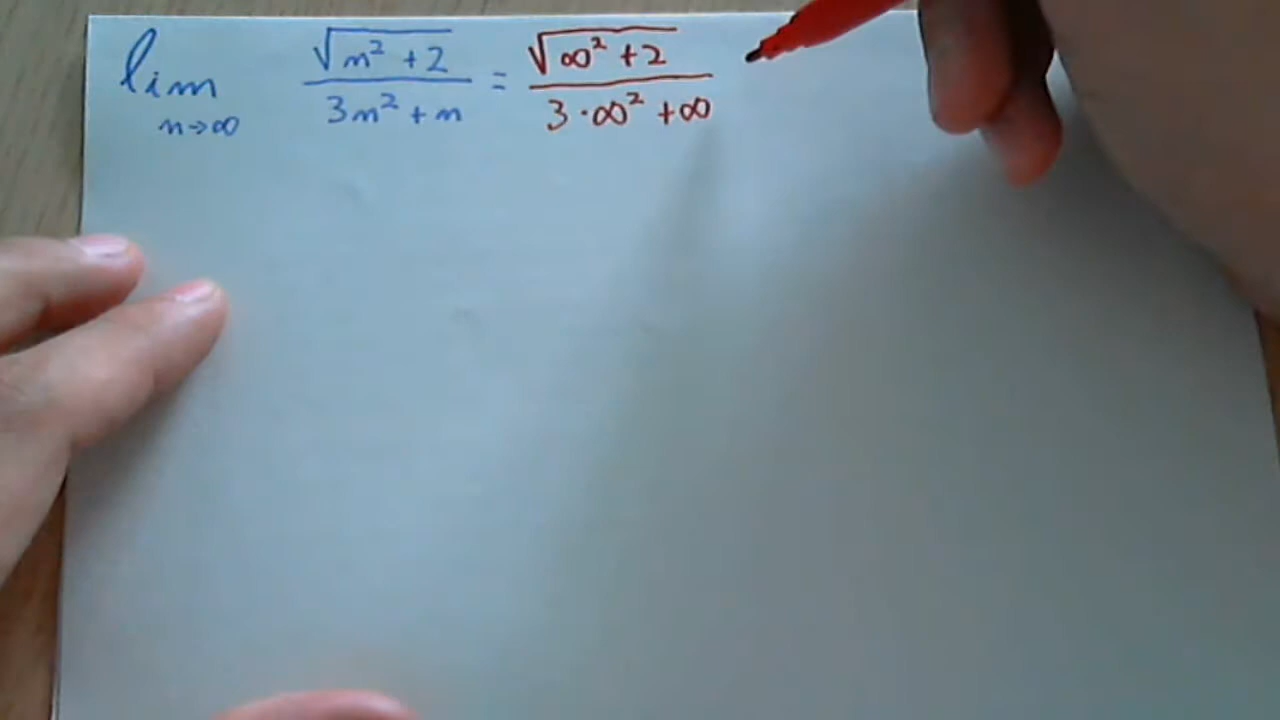 lim n→∞ √(n² + 2) / (3n² + n) = √(∞² + 2) / (3 · ∞² + ∞)